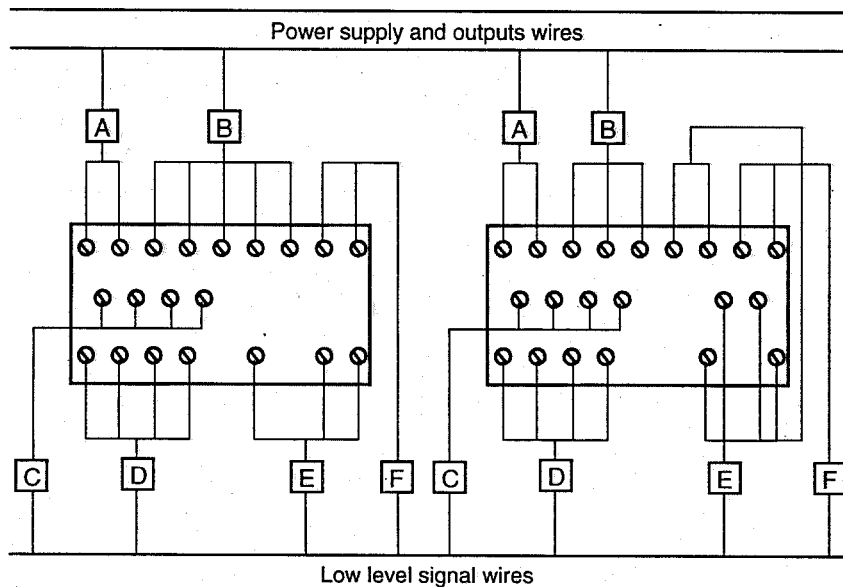 Power supply and outputs wires
A B A B
C D E F C D E F
Low level signal wires